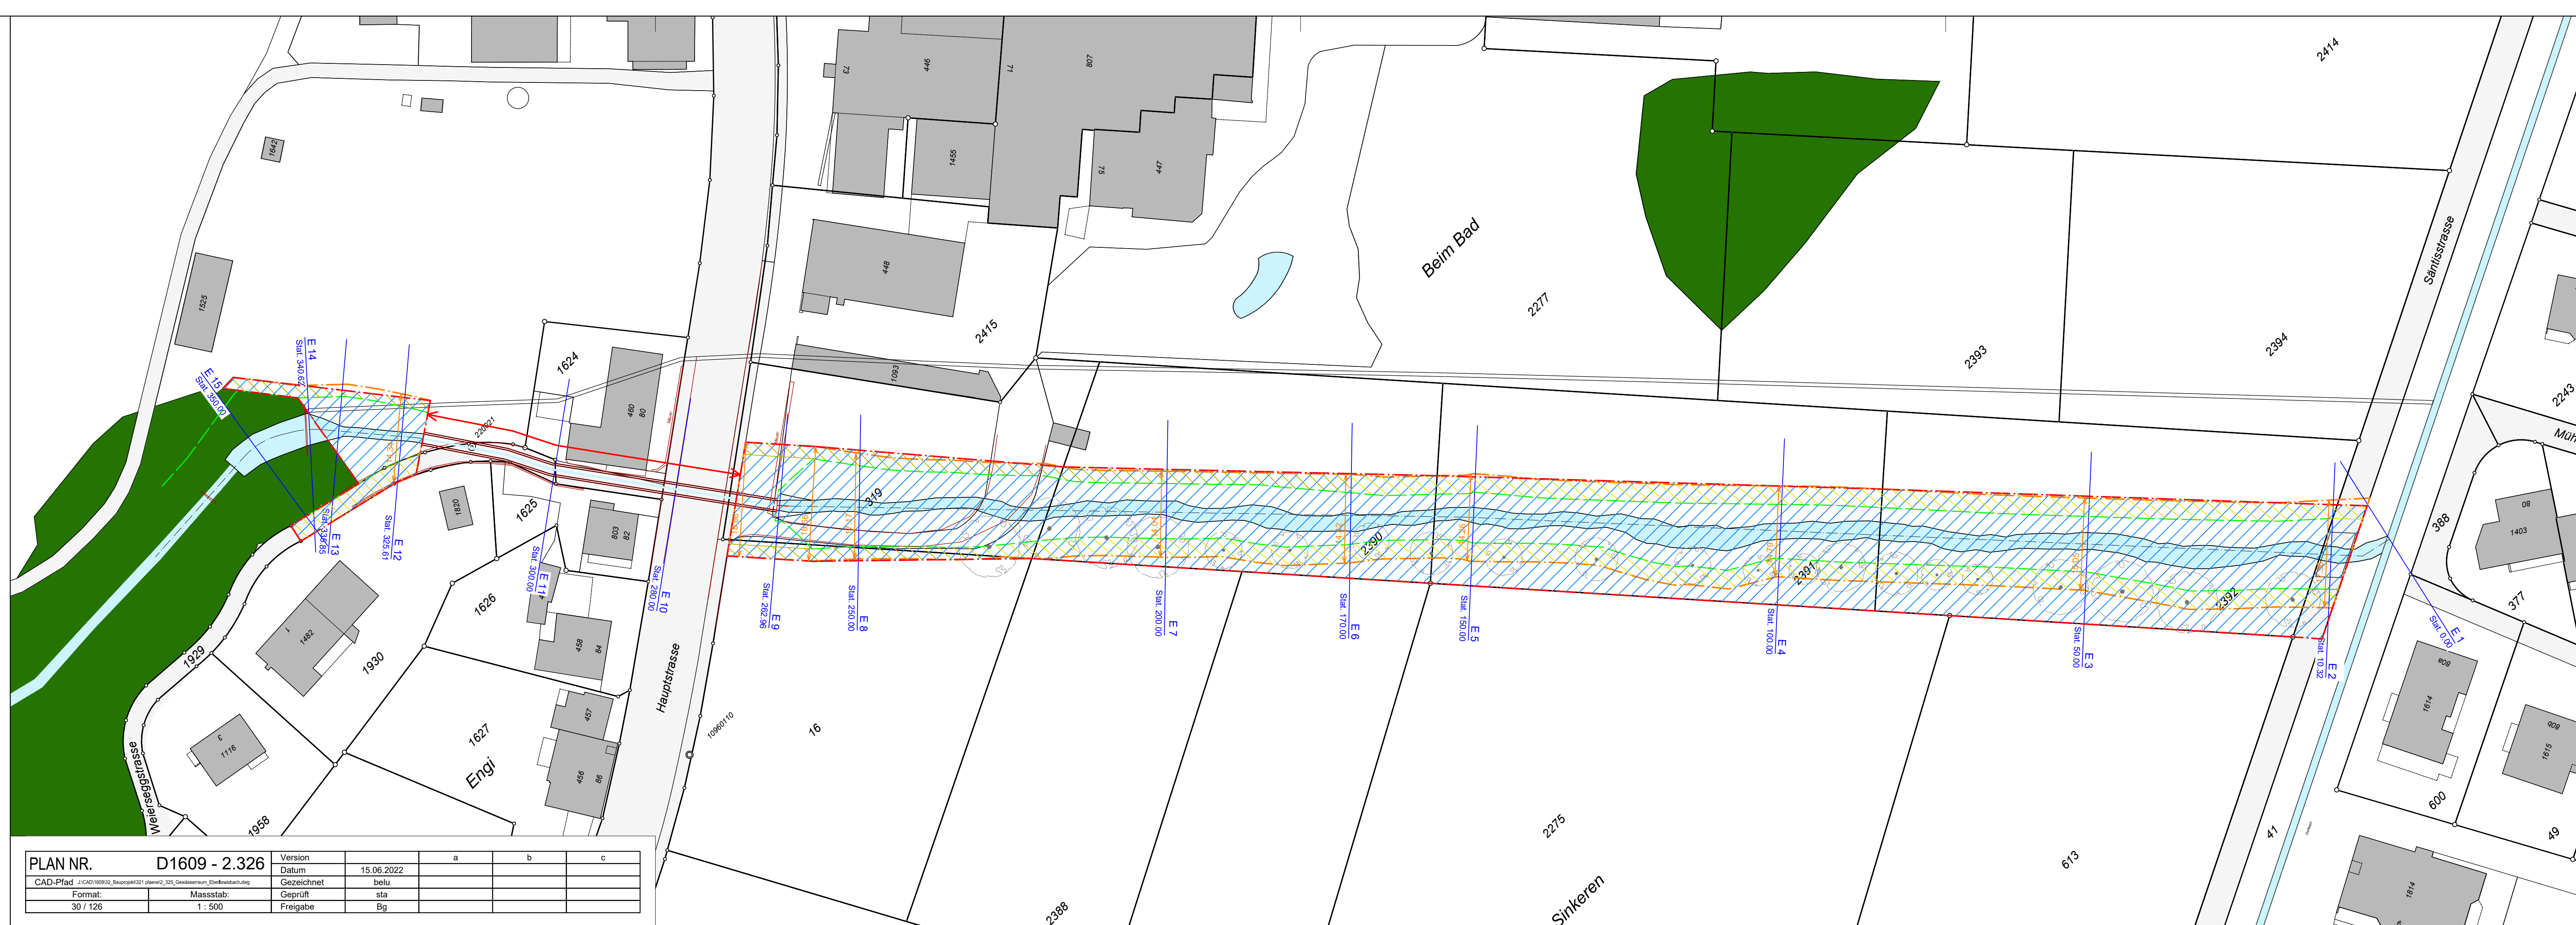 2414
446
73
71
807
1455
447
75
1642
448
1525
Beim Bad
2277
2415
2393
2394
Säntisstrasse
2243
1624
1093
460
80
E 14
Stat. 340.62
E 15
Stat. 350.00
E 13
E 12
Stat. 325.61
220921
1820
1625
803
82
E 11
Stat. 300.00
E 10
Stat. 280.00
319
E 9
Stat. 262.96
E 8
Stat. 250.00
E 7
Stat. 200.00
E 6
Stat. 170.00
E 5
Stat. 150.00
E 4
Stat. 100.00
E 3
Stat. 50.00
E 2
Stat. 10.32
E 1
Stat. 0.00
2390
2391
2392
388
80
1403
377
80a
1614
80b
1615
600
49
41
1814
1626
458
84
1482
1
1929
1930
457
456
86
1627
Engi
3
1116
1958
Weierseggstrasse
Hauptstrasse
10960110
16
2388
2275
Sinkeren
613
PLAN NR. D1609 - 2.326
Version a b c
Datum 15.06.2022
CAD-Pfad
Gezeichnet belu
Format: Massstab:
Geprüft sta
30 / 126 1 : 500
Freigabe Bg